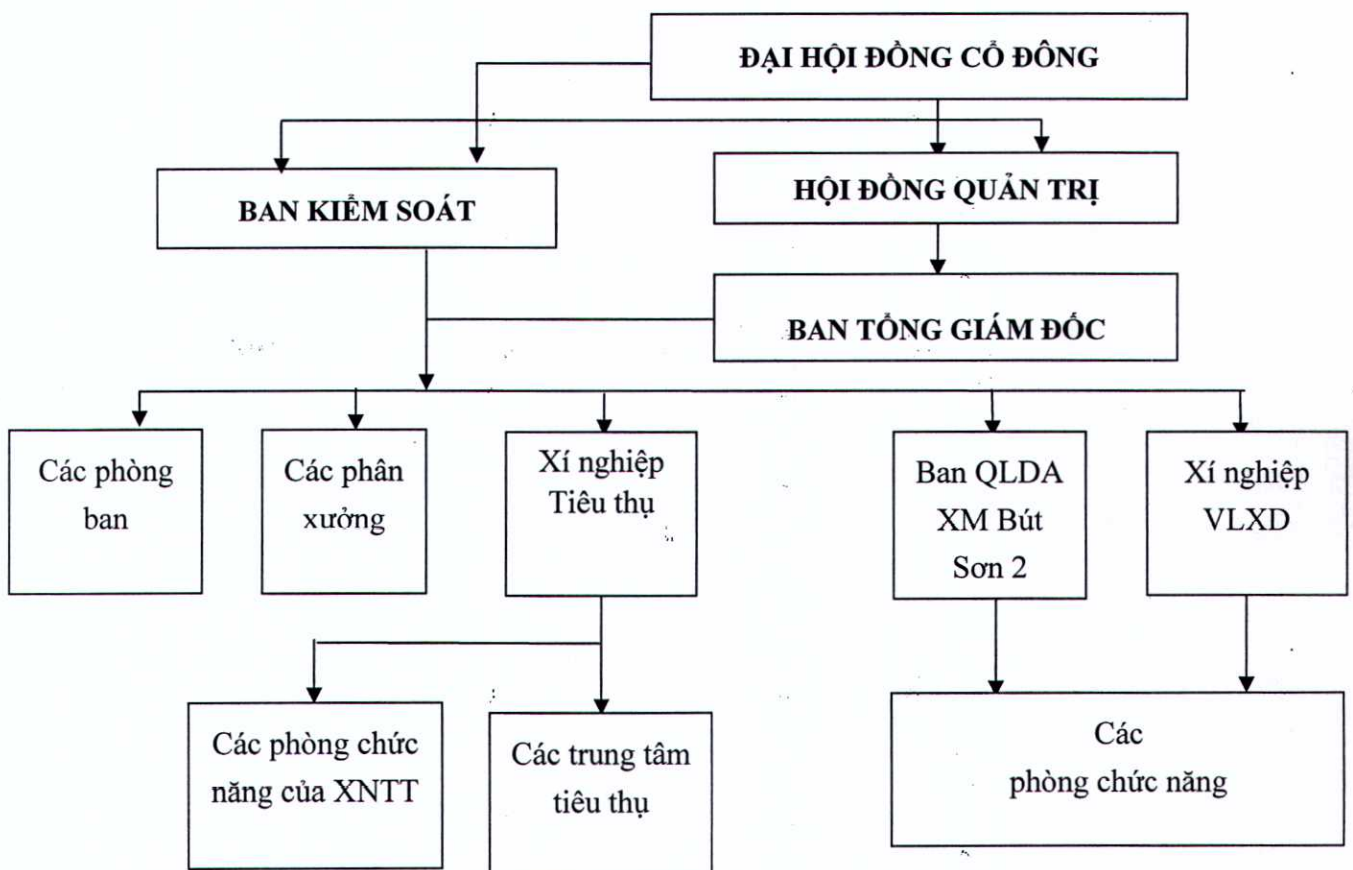 ĐẠI HỘI ĐỒNG CỔ ĐÔNG
BAN KIỂM SOÁT
HỘI ĐỒNG QUẢN TRỊ
BAN TỔNG GIÁM ĐỐC
Các phòng
ban
Các phân
xưởng
Xí nghiệp
Tiêu thụ
Ban QLDA
XM Bút
Sơn 2
Xí nghiệp
VLXD
Các phòng chức
năng của XNTT
Các trung tâm
tiêu thụ
Các
phòng chức năng